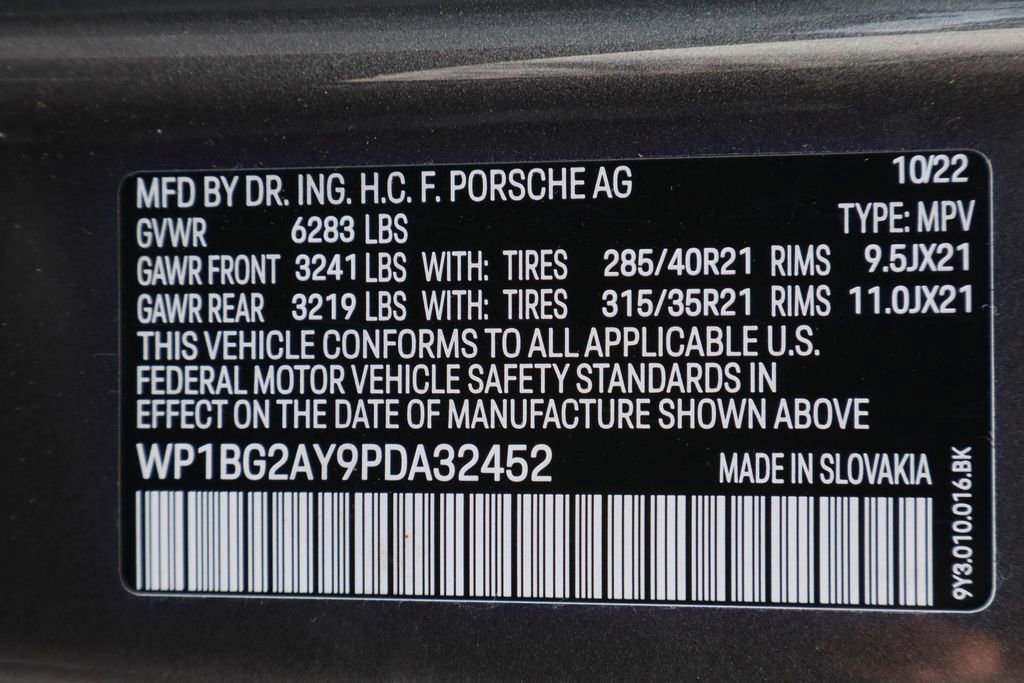 MFD BY DR. ING. H.C. F. PORSCHE AG 10/22
GVWR 6283 LBS TYPE: MPV
GAWR FRONT 3241 LBS WITH: TIRES 285/40R21 RIMS 9.5JX21
GAWR REAR 3219 LBS WITH: TIRES 315/35R21 RIMS 11.0JX21
THIS VEHICLE CONFORMS TO ALL APPLICABLE U.S.
FEDERAL MOTOR VEHICLE SAFETY STANDARDS IN
EFFECT ON THE DATE OF MANUFACTURE SHOWN ABOVE
WP1BG2AY9PDA32452 MADE IN SLOVAKIA
9Y3.010.016.BK